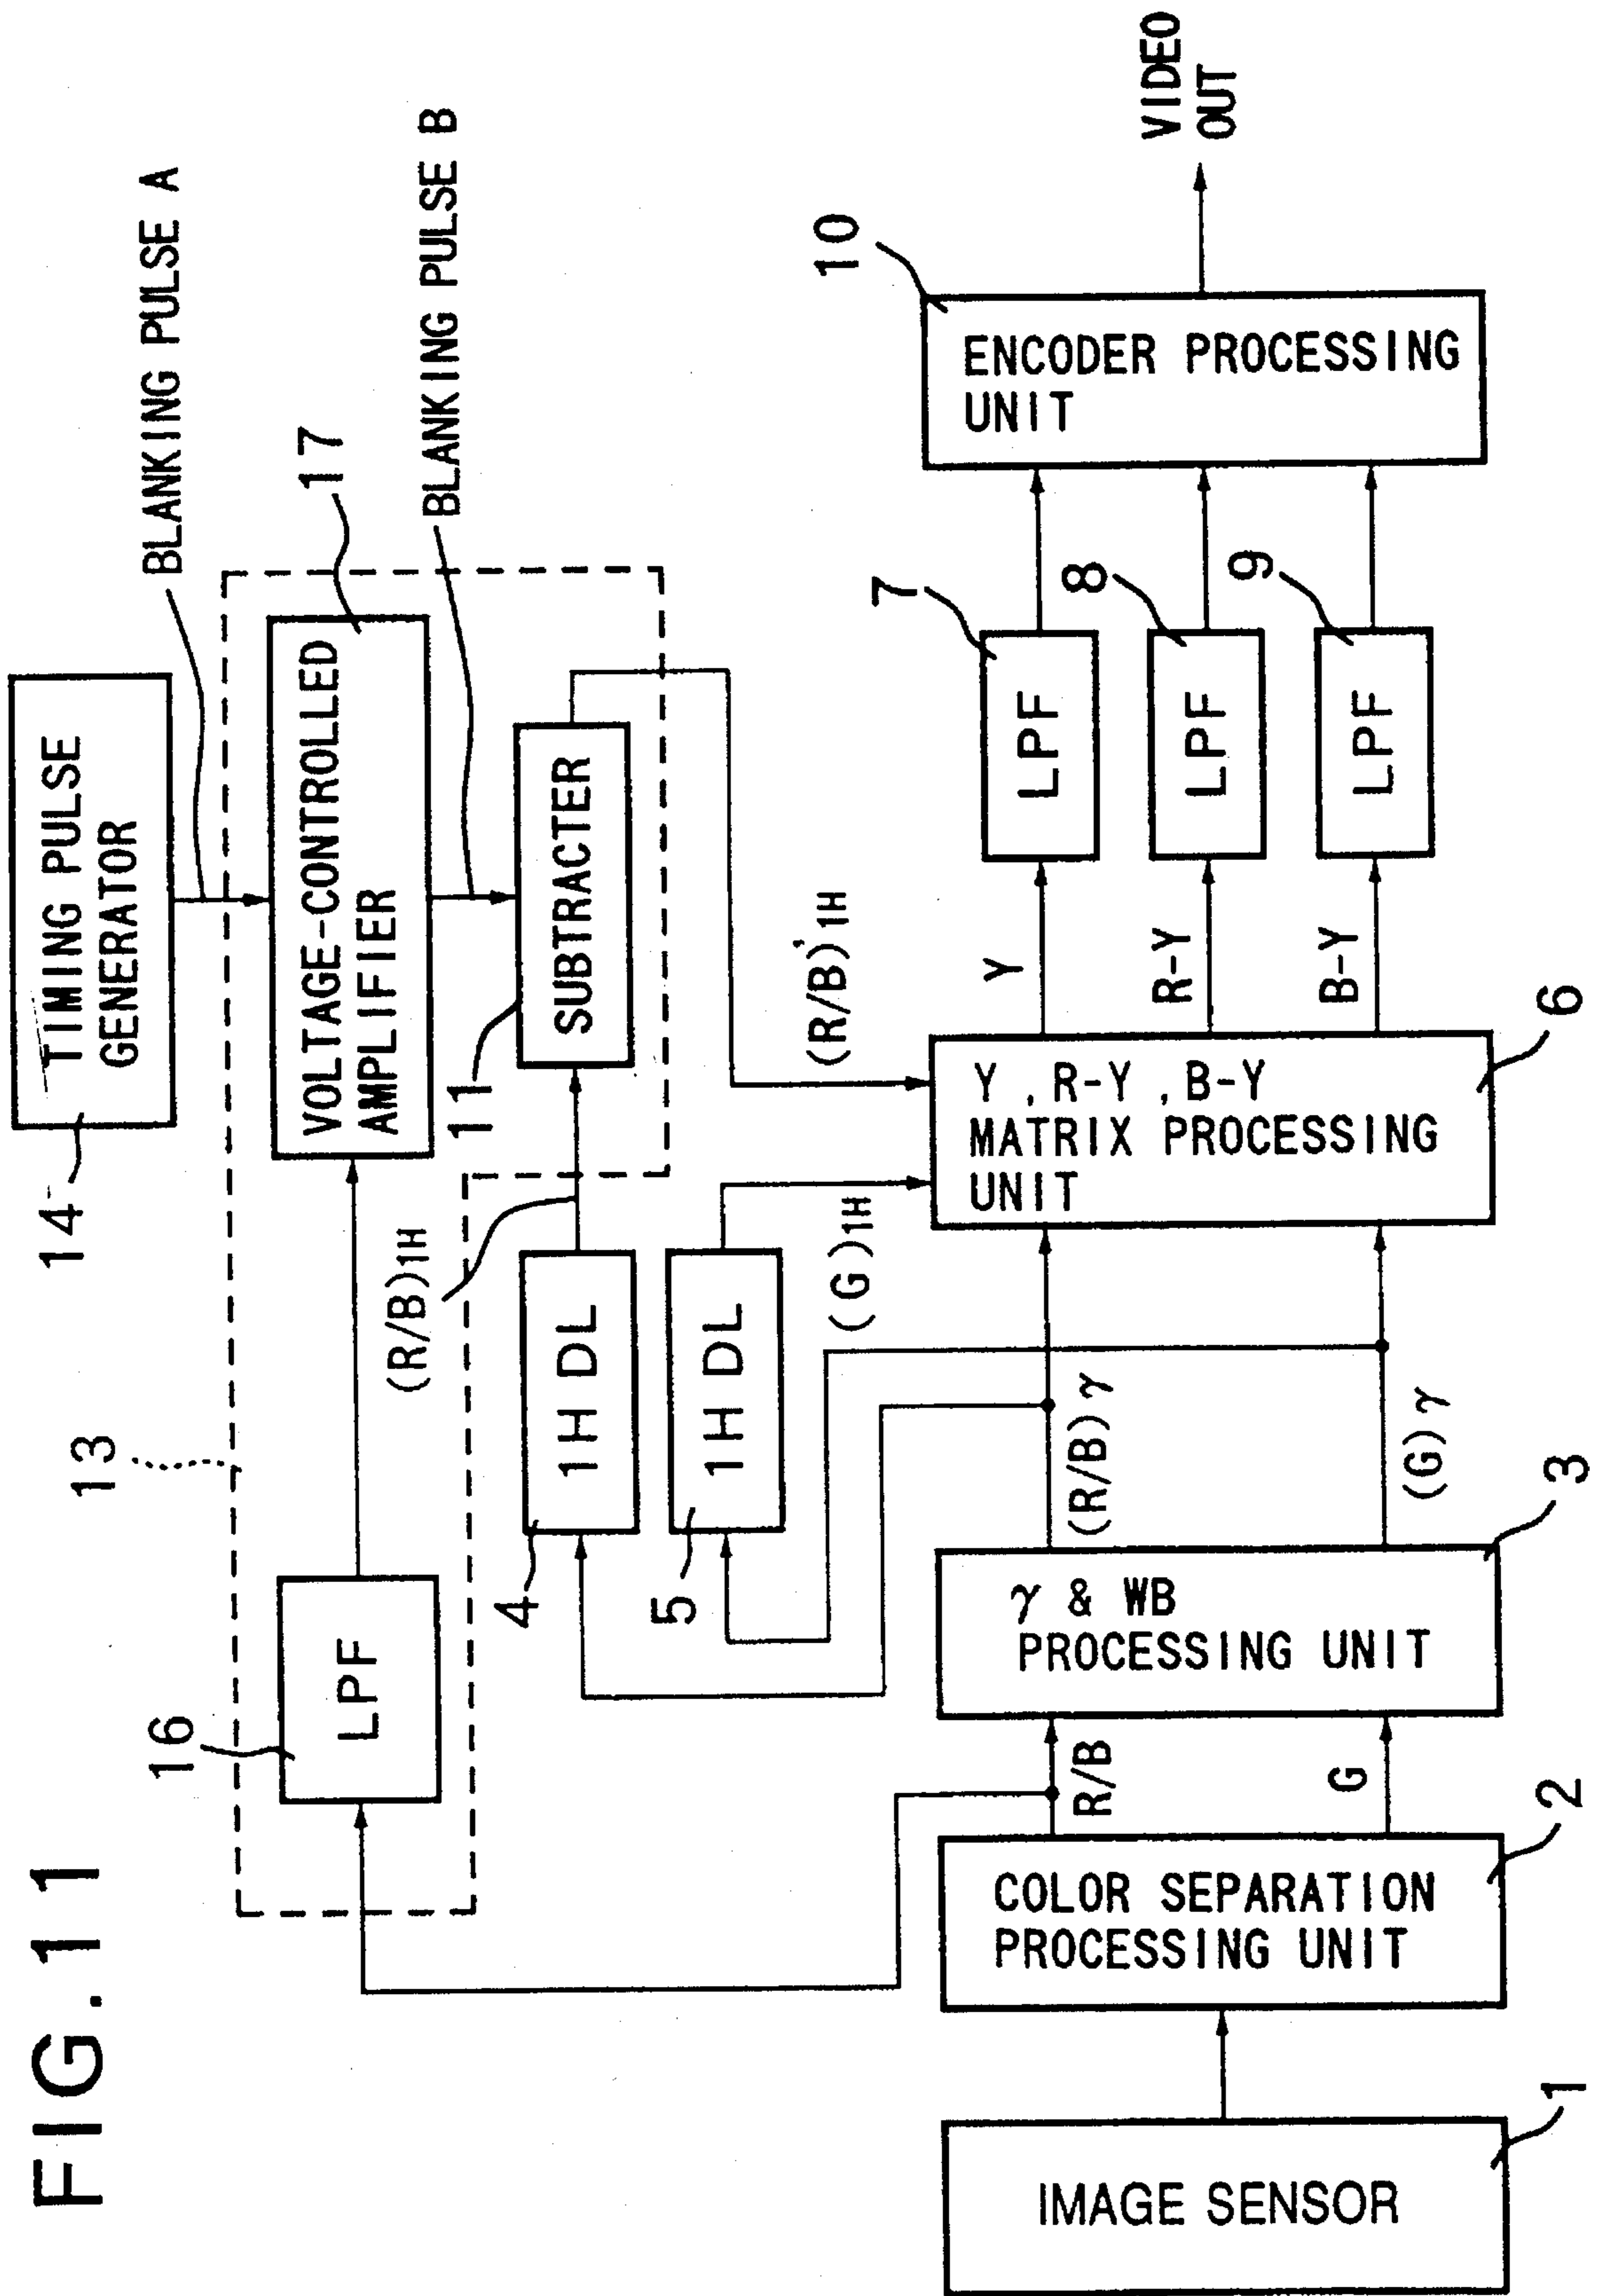 FIG. 11
14
TIMING PULSE
GENERATOR
BLANKING PULSE A
13
16
LPF
VOLTAGE-CONTROLLED
AMPLIFIER
17
BLANKING PULSE B
(R/B)1H
11
SUBTRACTER
4
1H DL
5
1H DL
(G)1H
(R/B)'1H
IMAGE SENSOR
1
COLOR SEPARATION
PROCESSING UNIT
2
R/B
G
γ & WB
PROCESSING UNIT
3
(R/B)γ
(G)γ
Y , R-Y , B-Y
MATRIX PROCESSING
UNIT
6
Y
R-Y
B-Y
7
LPF
8
LPF
9
LPF
10
ENCODER PROCESSING
UNIT
VIDEO
OUT